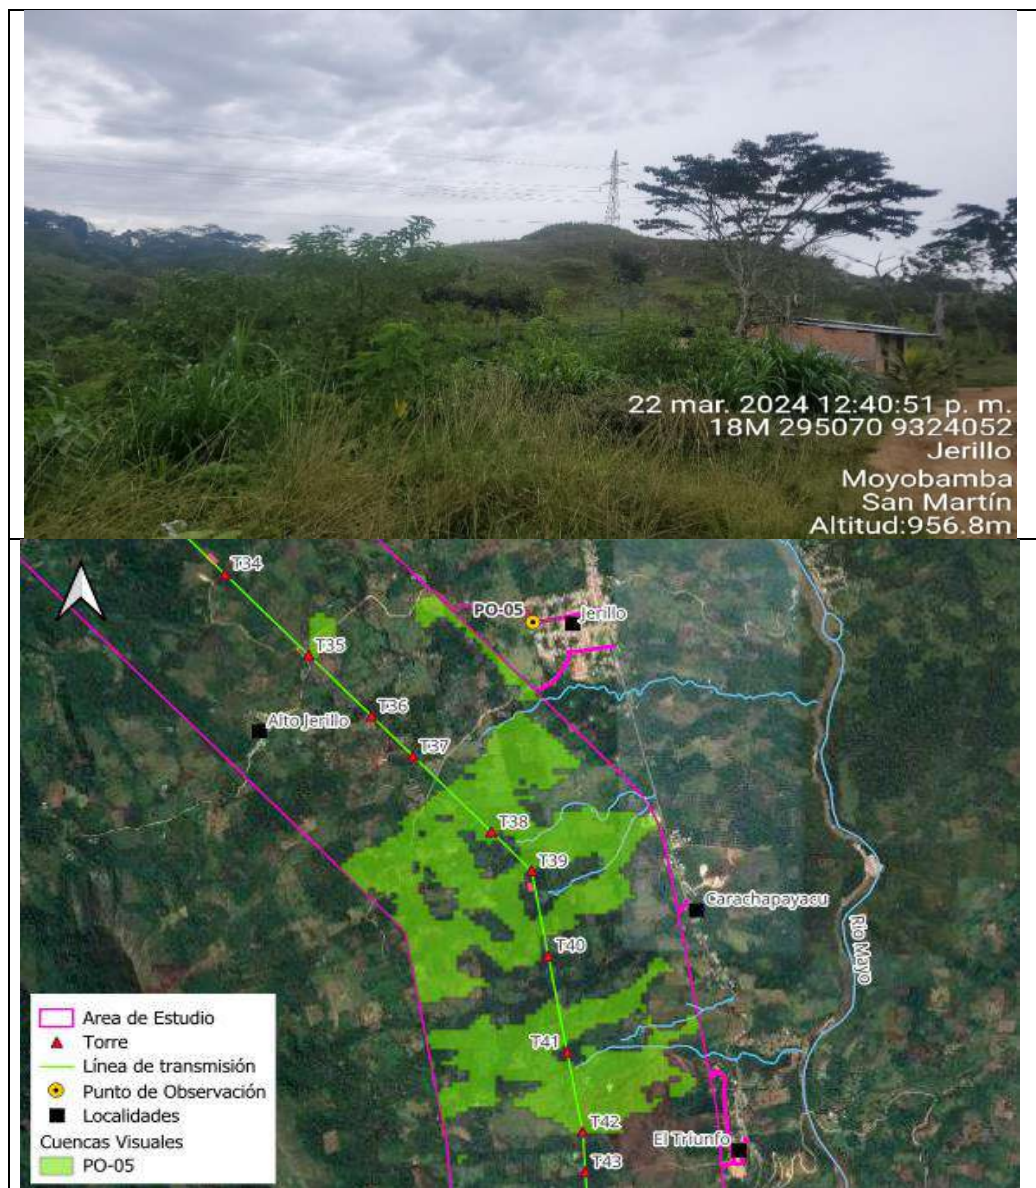 22 mar. 2024 12:40:51 p. m.
18M 295070 9324052
Jerillo
Moyobamba
San Martín
Altitud:956.8m
T34
PO-05
Jerillo
T35
T36
Alto Jerillo
T37
T38
T39
Carachapayacu
Río Mayo
T40
T41
T42
El Triunfo
T43
Area de Estudio
Torre
Línea de transmisión
Punto de Observación
Localidades
Cuencas Visuales
PO-05